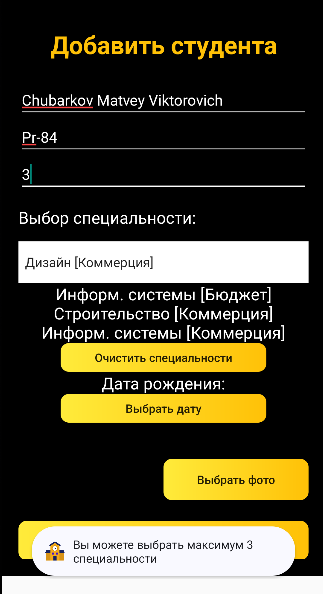 Добавить студента
Chubarkov Matvey Viktorovich
Pr-84
3
Выбор специальности:
Дизайн [Коммерция]
Информ. системы [Бюджет]
Строительство [Коммерция]
Информ. системы [Коммерция]
Очистить специальности
Дата рождения:
Выбрать дату
Выбрать фото
Вы можете выбрать максимум 3
специальности